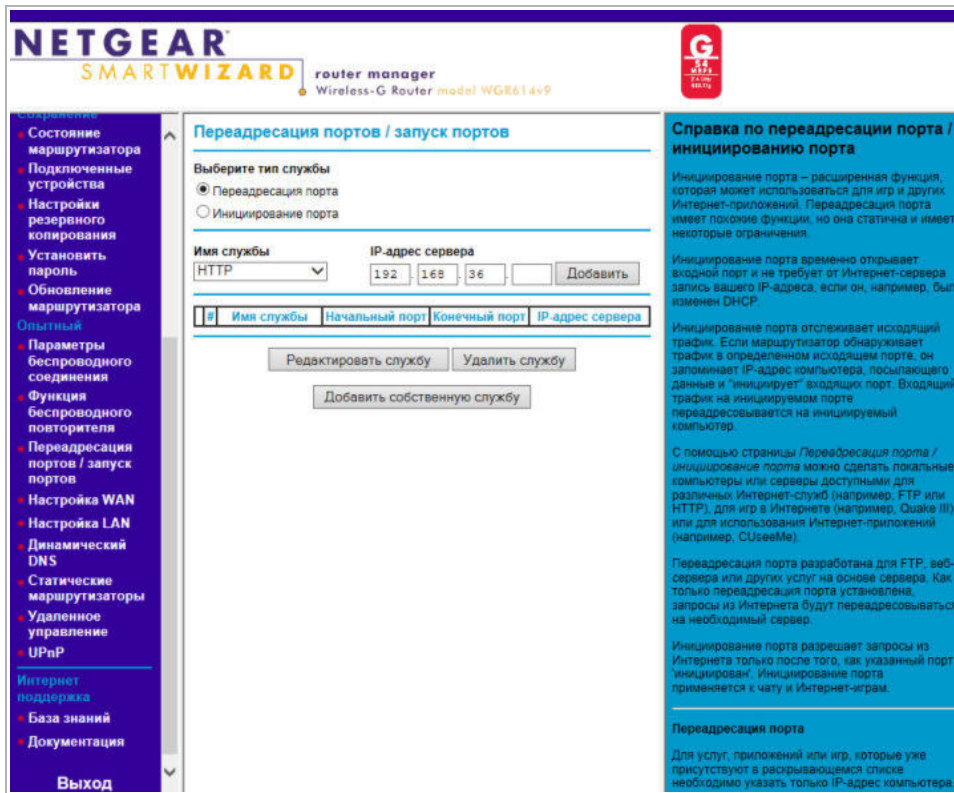 NETGEAR
SMARTWIZARD
router manager
Wireless-G Router model WGR614v9
G
54
MBPS
2.4 GHz
802.11g
Сохранение
Состояние
маршрутизатора
Подключенные
устройства
Настройки
резервного
копирования
Установить
пароль
Обновление
маршрутизатора
Опытный
Параметры
беспроводного
соединения
Функция
беспроводного
повторителя
Переадресация
портов / запуск
портов
Настройка WAN
Настройка LAN
Динамический
DNS
Статические
маршрутизаторы
Удаленное
управление
UPnP
Интернет
поддержка
База знаний
Документация
Выход
Переадресация портов / запуск портов
Выберите тип службы
Переадресация порта
Инициирование порта
Имя службы IP-адрес сервера
HTTP 192 . 168 . 36 . Добавить
# Имя службы Начальный порт Конечный порт IP-адрес сервера
Редактировать службу Удалить службу
Добавить собственную службу
Справка по переадресации порта /
инициированию порта
Инициирование порта – расширенная функция,
которая может использоваться для игр и других
Интернет-приложений. Переадресация порта
имеет похожие функции, но она статична и имеет
некоторые ограничения.
Инициирование порта временно открывает
входной порт и не требует от Интернет-сервера
запись вашего IP-адреса, если он, например, был
изменен DHCP.
Инициирование порта отслеживает исходящий
трафик. Если маршрутизатор обнаруживает
трафик в определенном исходящем порте, он
запоминает IP-адрес компьютера, посылающего
данные и "инициирует" входящих порт. Входящий
трафик на инициируемом порте
переадресовывается на инициируемый
компьютер.
С помощью страницы Переадресация порта /
инициирование порта можно сделать локальные
компьютеры или серверы доступными для
различных Интернет-служб (например, FTP или
HTTP), для игр в Интернете (например, Quake III)
или для использования Интернет-приложений
(например, CUseeMe).
Переадресация порта разработана для FTP, веб-
сервера или других услуг на основе сервера. Как
только переадресация порта установлена,
запросы из Интернета будут переадресовываться
на необходимый сервер.
Инициирование порта разрешает запросы из
Интернета только после того, как указанный порт
'инициирован'. Инициирование порта
применяется к чату и Интернет-играм.
Переадресация порта
Для услуг, приложений или игр, которые уже
присутствуют в раскрывающемся списке
необходимо указать только IP-адрес компьютера